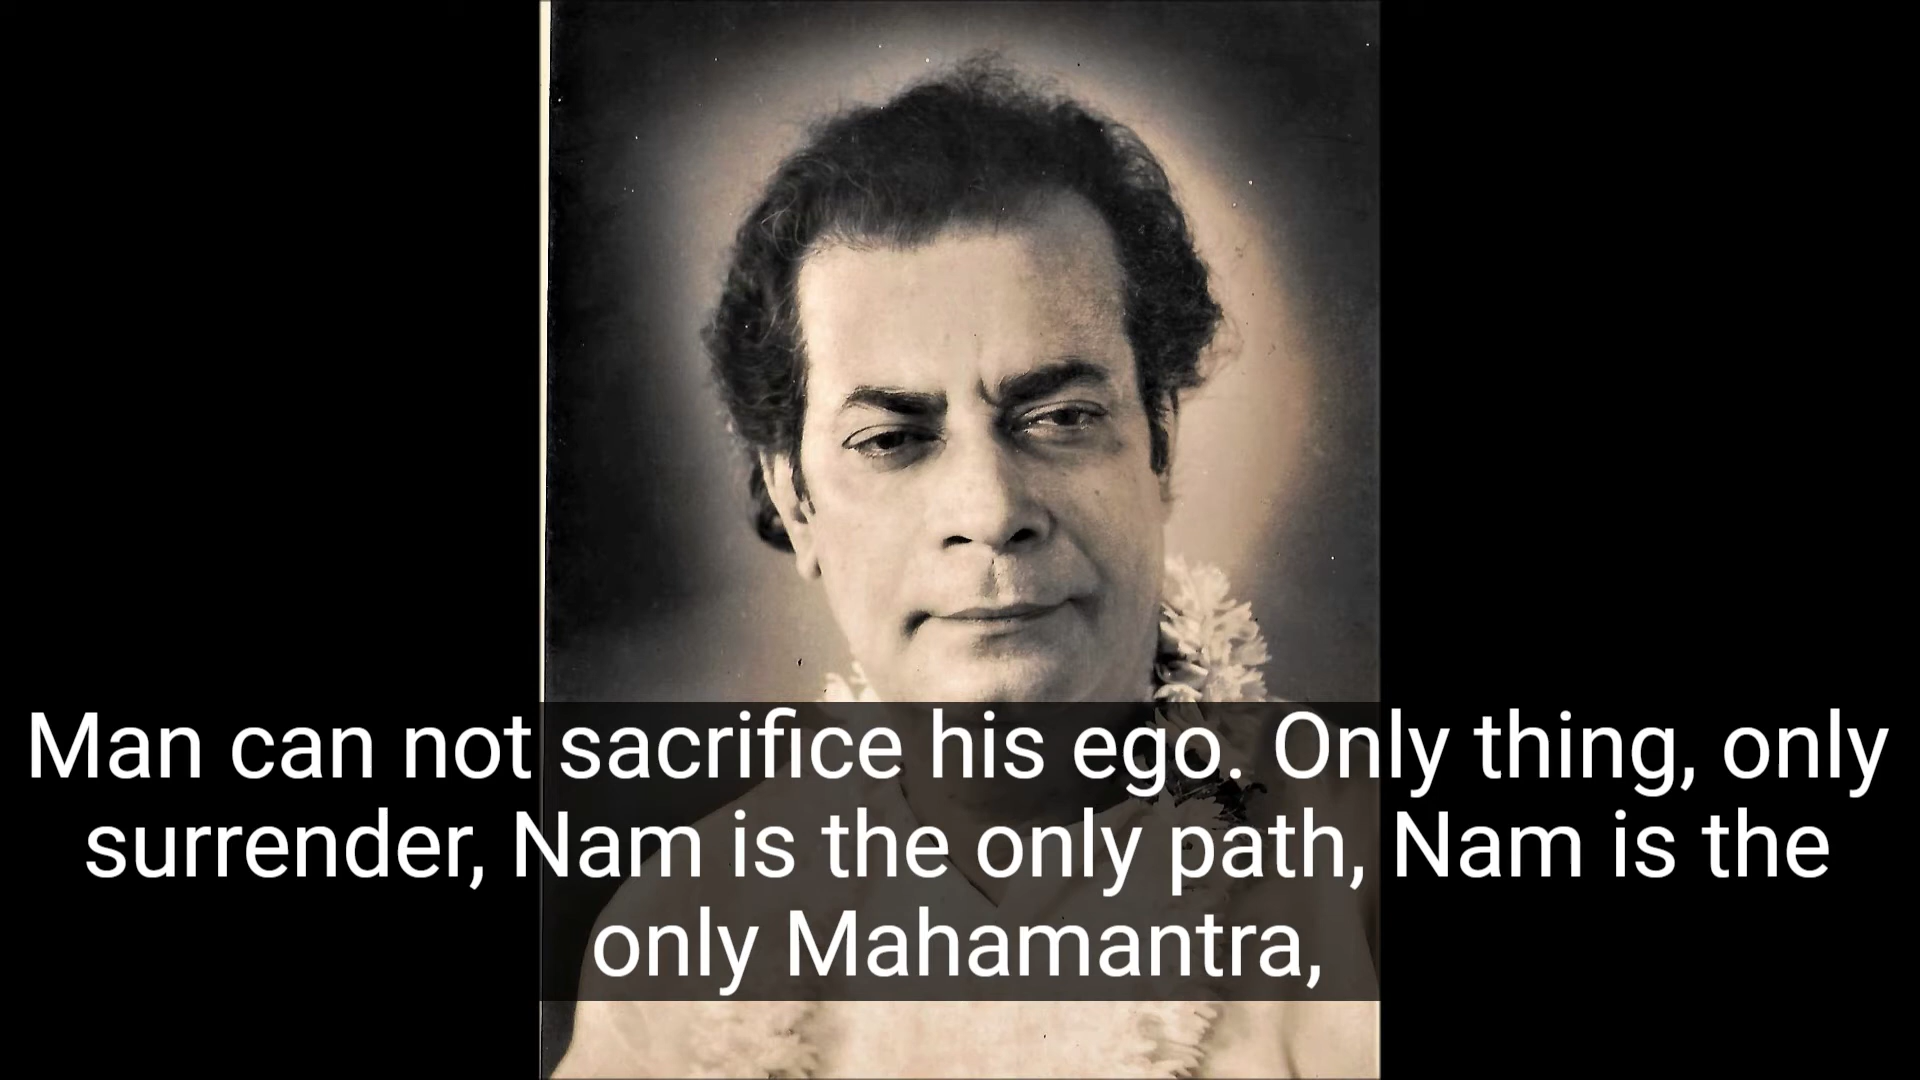 Man can not sacrifice his ego. Only thing, only
surrender, Nam is the only path, Nam is the
only Mahamantra,